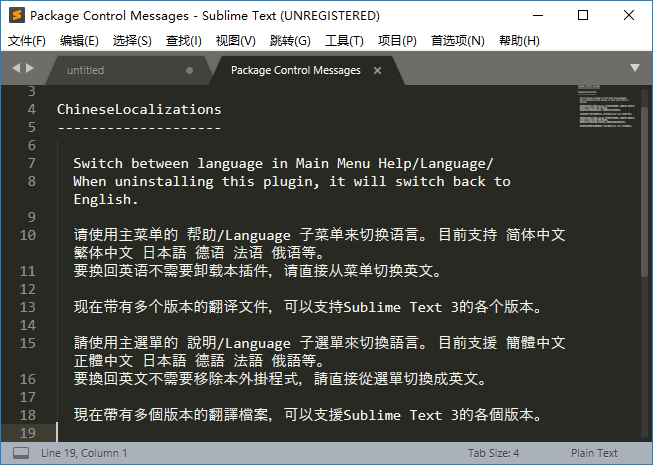 Package Control Messages - Sublime Text (UNREGISTERED)
文件(F) 编辑(E) 选择(S) 查找(I) 视图(V) 跳转(G) 工具(T) 项目(P) 首选项(N) 帮助(H)
untitled Package Control Messages
3
4 ChineseLocalizations
5 --------------------
6
7 Switch between language in Main Menu Help/Language/
8 When uninstalling this plugin, it will switch back to
English.
9
10 请使用主菜单的 帮助/Language 子菜单来切换语言。 目前支持 简体中文
繁体中文 日本語 德语 法语 俄语等。
11 要换回英语不需要卸载本插件，请直接从菜单切换英文。
12
13 现在带有多个版本的翻译文件，可以支持Sublime Text 3的各个版本。
14
15 請使用主選單的 說明/Language 子選單來切換語言。 目前支援 簡體中文
正體中文 日本語 德語 法語 俄語等。
16 要換回英文不需要移除本外掛程式，請直接從選單切換成英文。
17
18 現在帶有多個版本的翻譯檔案，可以支援Sublime Text 3的各個版本。
19
Line 19, Column 1 Tab Size: 4 Plain Text